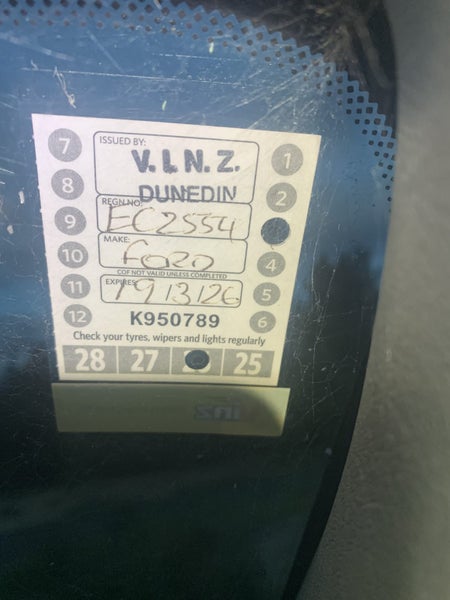 7 ISSUED BY: V.I.N.Z. 1
8 DUNEDIN 2
9 REGN.NO: EC2554
10 MAKE: FORD 4
COF NOT VALID UNLESS COMPLETED
11 EXPIRES 19/3/26 5
12 K950789 6
Check your tyres, wipers and lights regularly
28 27 25